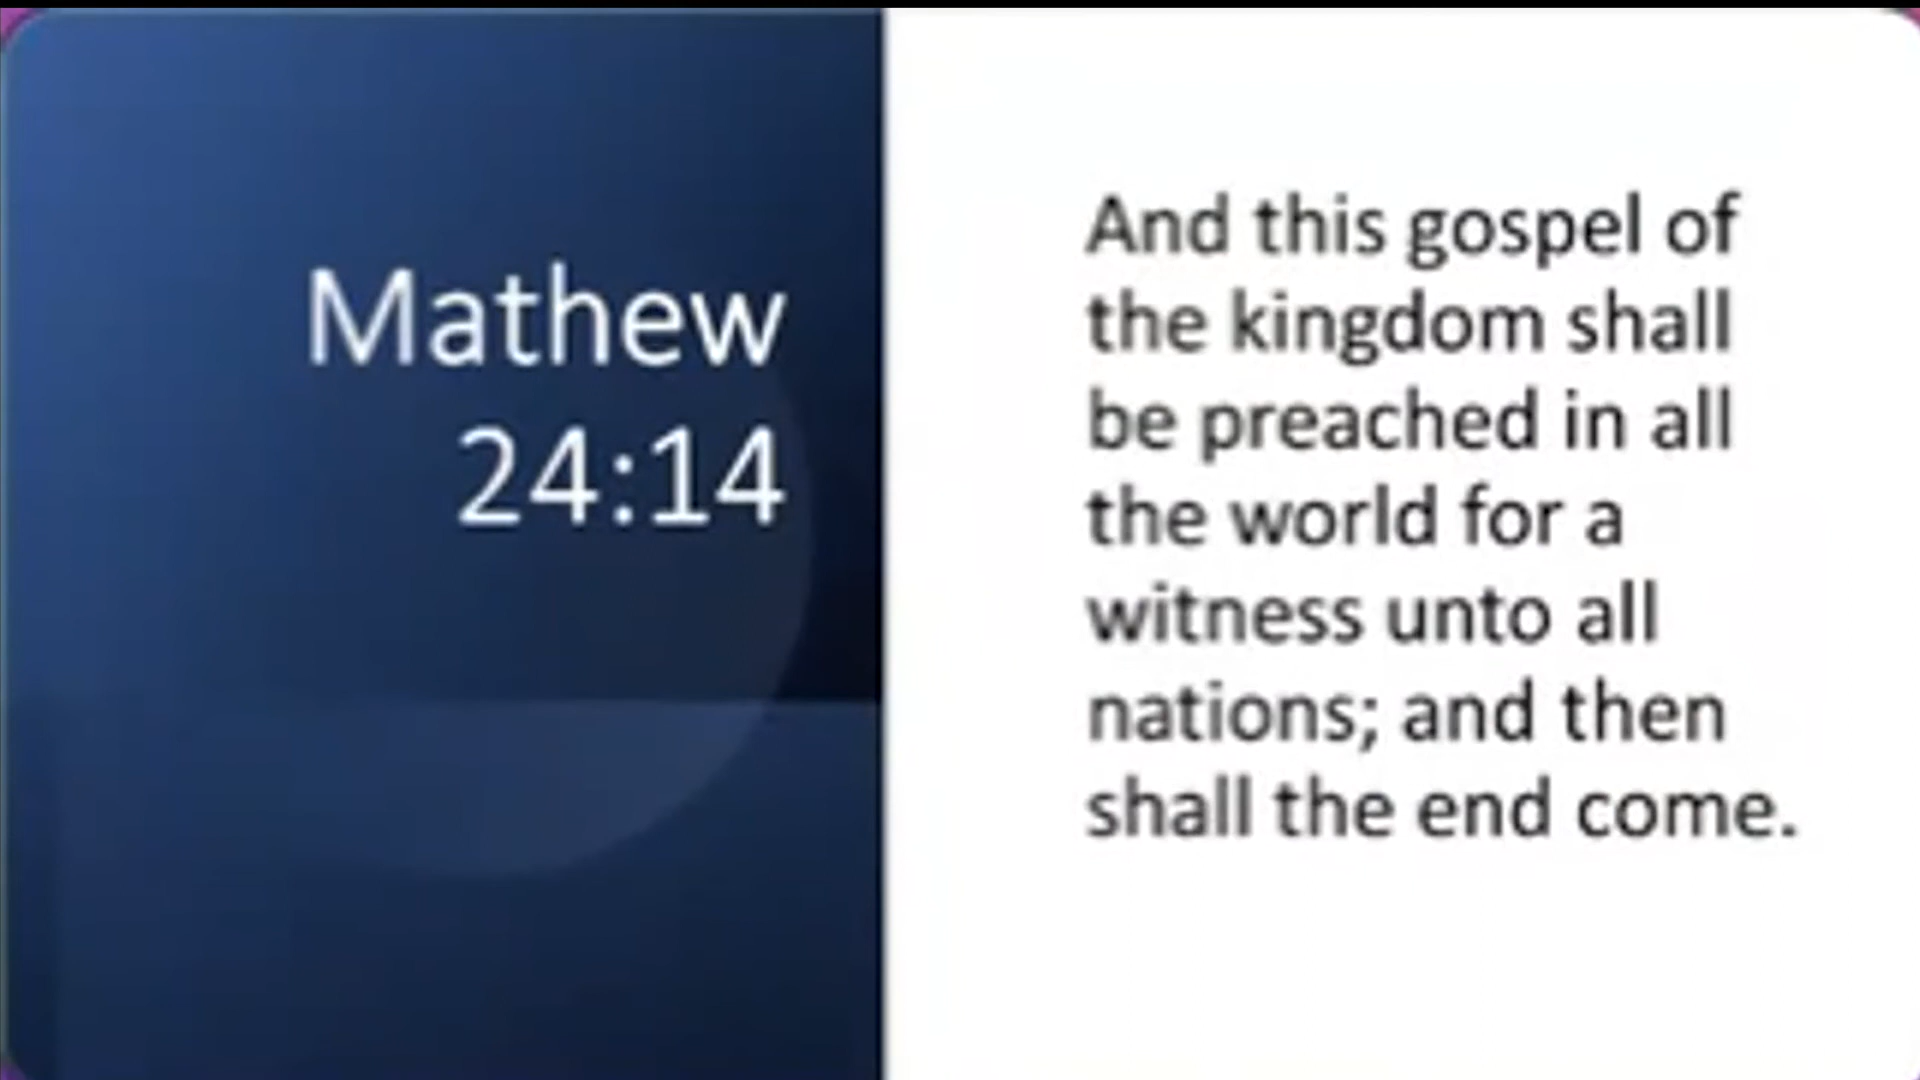 Mathew
24:14
And this gospel of
the kingdom shall
be preached in all
the world for a
witness unto all
nations; and then
shall the end come.